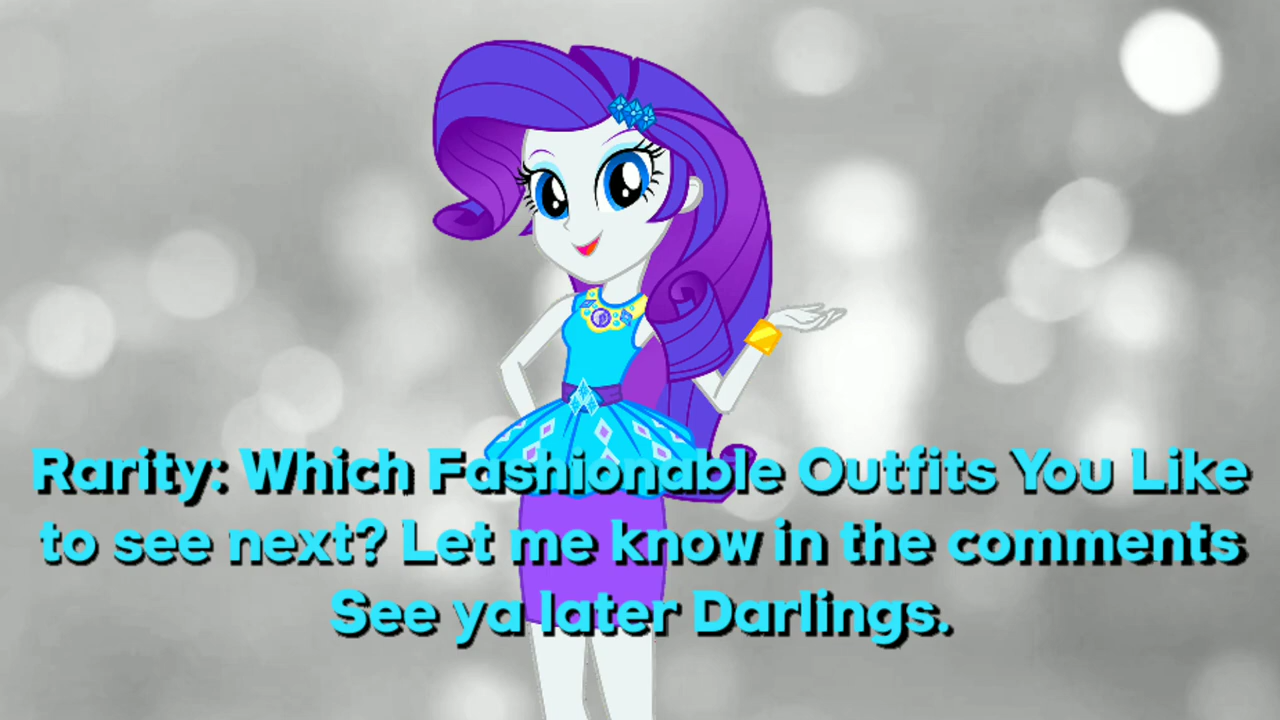 Rarity: Which Fashionable Outfits You Like
to see next? Let me know in the comments
See ya later Darlings.